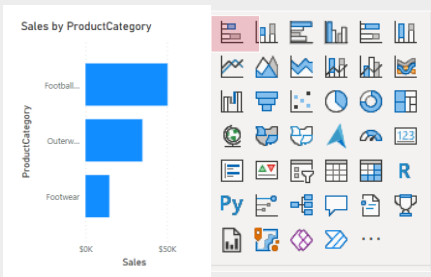 Sales by ProductCategory
ProductCategory
Football...
Outerw...
Footwear
$0K
$50K
Sales
123
R
Py
...